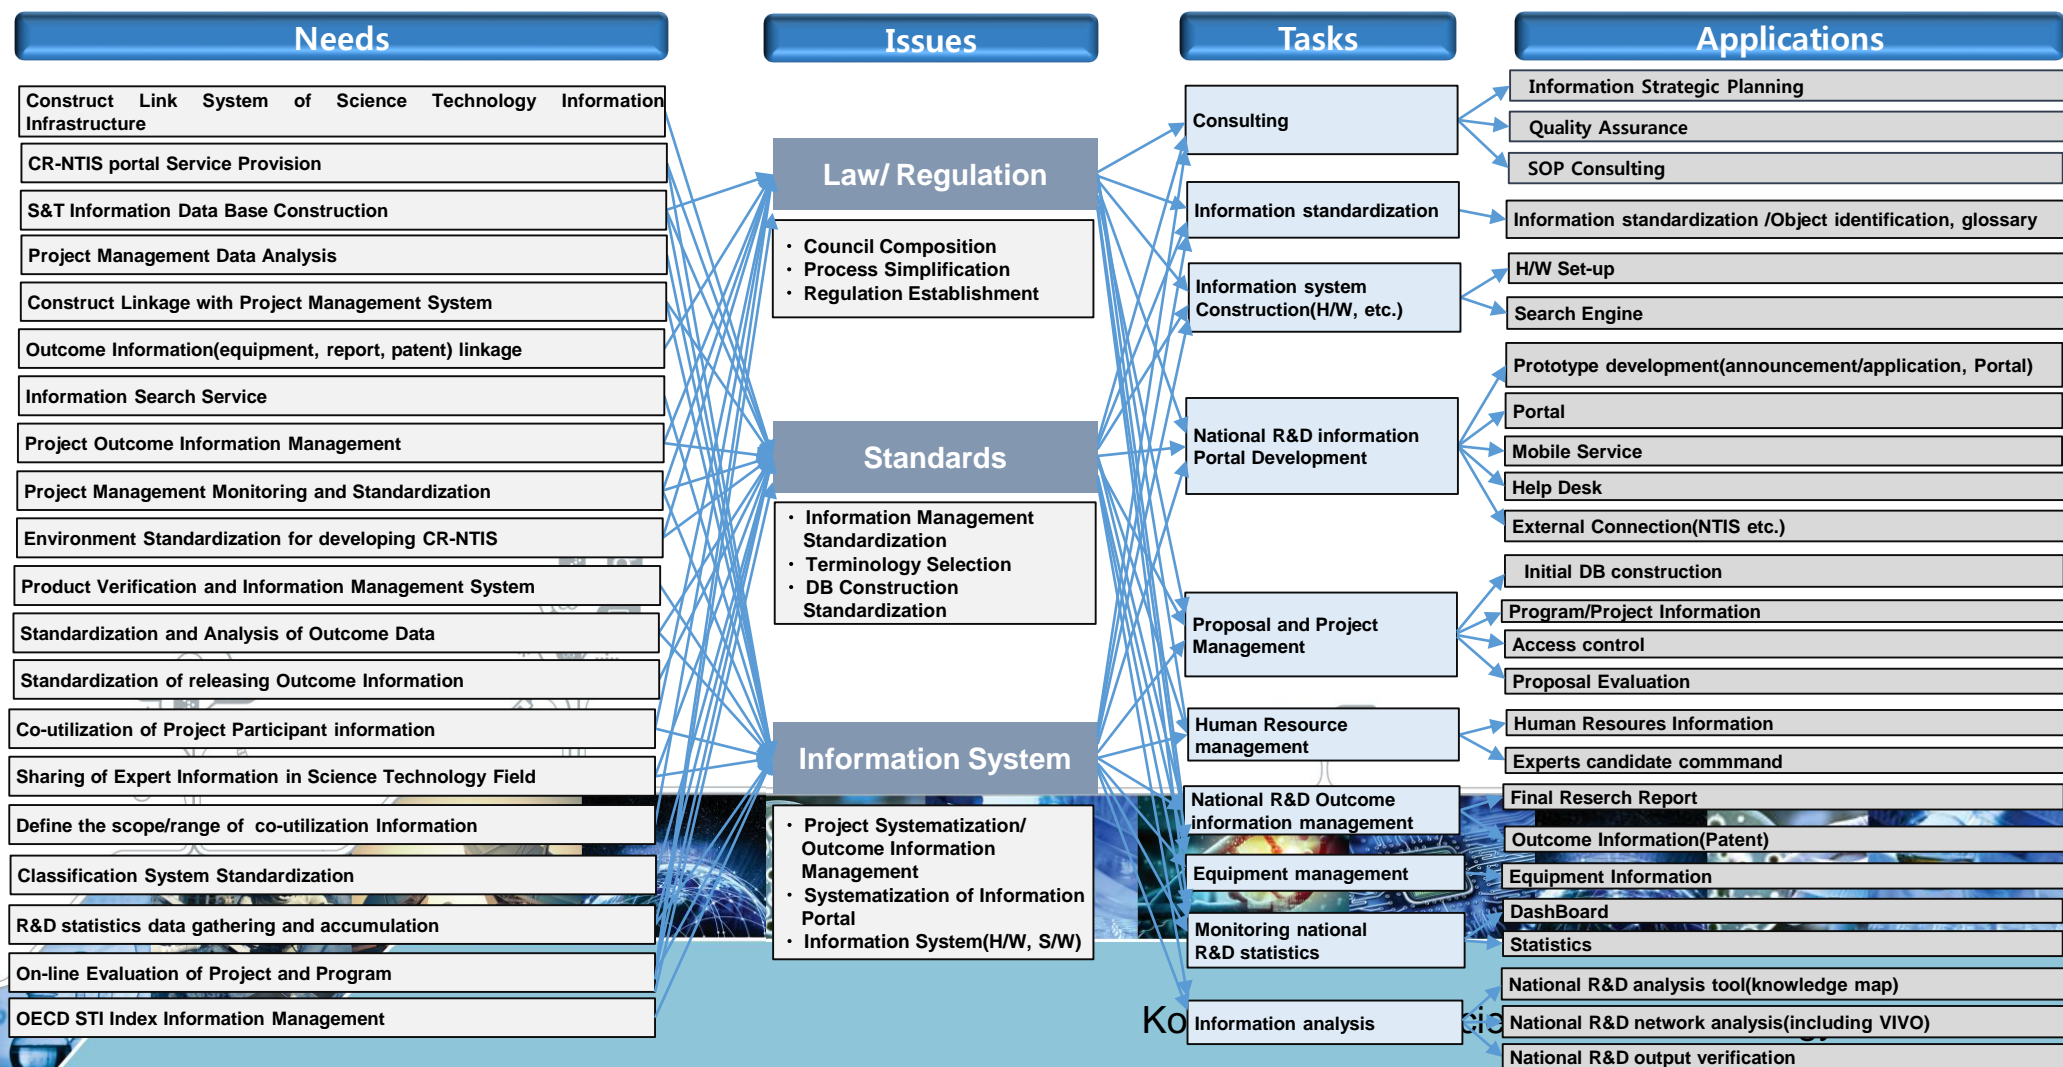 Needs
Issues
Tasks
Applications
Construct Link System of Science Technology Information
Infrastructure
CR-NTIS portal Service Provision
S&T Information Data Base Construction
Project Management Data Analysis
Construct Linkage with Project Management System
Outcome Information(equipment, report, patent) linkage
Information Search Service
Project Outcome Information Management
Project Management Monitoring and Standardization
Environment Standardization for developing CR-NTIS
Product Verification and Information Management System
Standardization and Analysis of Outcome Data
Standardization of releasing Outcome Information
Co-utilization of Project Participant information
Sharing of Expert Information in Science Technology Field
Define the scope/range of co-utilization Information
Classification System Standardization
R&D statistics data gathering and accumulation
On-line Evaluation of Project and Program
OECD STI Index Information Management
Law/ Regulation
· Council Composition
· Process Simplification
· Regulation Establishment
Standards
· Information Management
Standardization
· Terminology Selection
· DB Construction
Standardization
Information System
· Project Systematization/
Outcome Information
Management
· Systematization of Information
Portal
· Information System(H/W, S/W)
Consulting
Information standardization
Information system
Construction(H/W, etc.)
National R&D information
Portal Development
Proposal and Project
Management
Human Resource
management
National R&D Outcome
information management
Equipment management
Monitoring national
R&D statistics
Information analysis
Information Strategic Planning
Quality Assurance
SOP Consulting
Information standardization /Object identification, glossary
H/W Set-up
Search Engine
Prototype development(announcement/application, Portal)
Portal
Mobile Service
Help Desk
External Connection(NTIS etc.)
Initial DB construction
Program/Project Information
Access control
Proposal Evaluation
Human Resoures Information
Experts candidate commmand
Final Reserch Report
Outcome Information(Patent)
Equipment Information
DashBoard
Statistics
National R&D analysis tool(knowledge map)
National R&D network analysis(including VIVO)
National R&D output verification
Ko